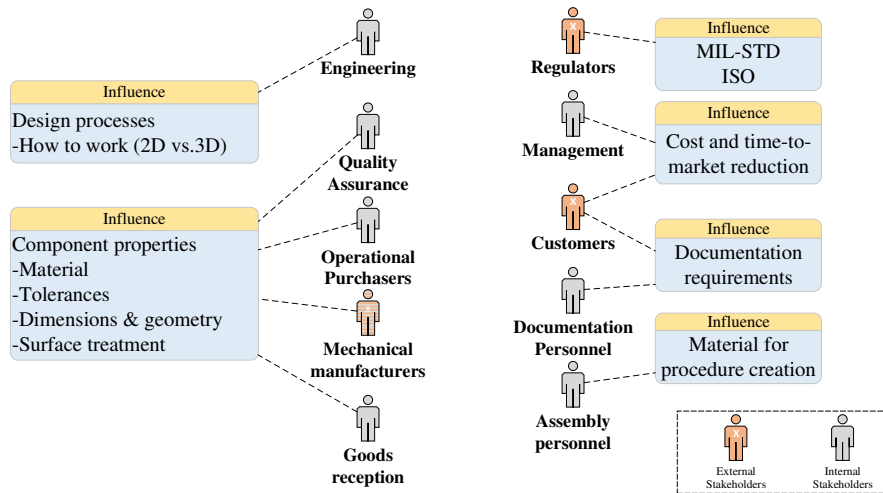 Engineering
Influence
Design processes
-How to work (2D vs.3D)
Quality
Assurance
Influence
Component properties
-Material
-Tolerances
-Dimensions & geometry
-Surface treatment
Operational
Purchasers
Mechanical
manufacturers
Goods
reception
X
Regulators
Influence
MIL-STD
ISO
Management
Influence
Cost and time-to-
market reduction
X
Customers
Influence
Documentation
requirements
Documentation
Personnel
Influence
Material for
procedure creation
Assembly
personnel
X
External
Stakeholders
Internal
Stakeholders